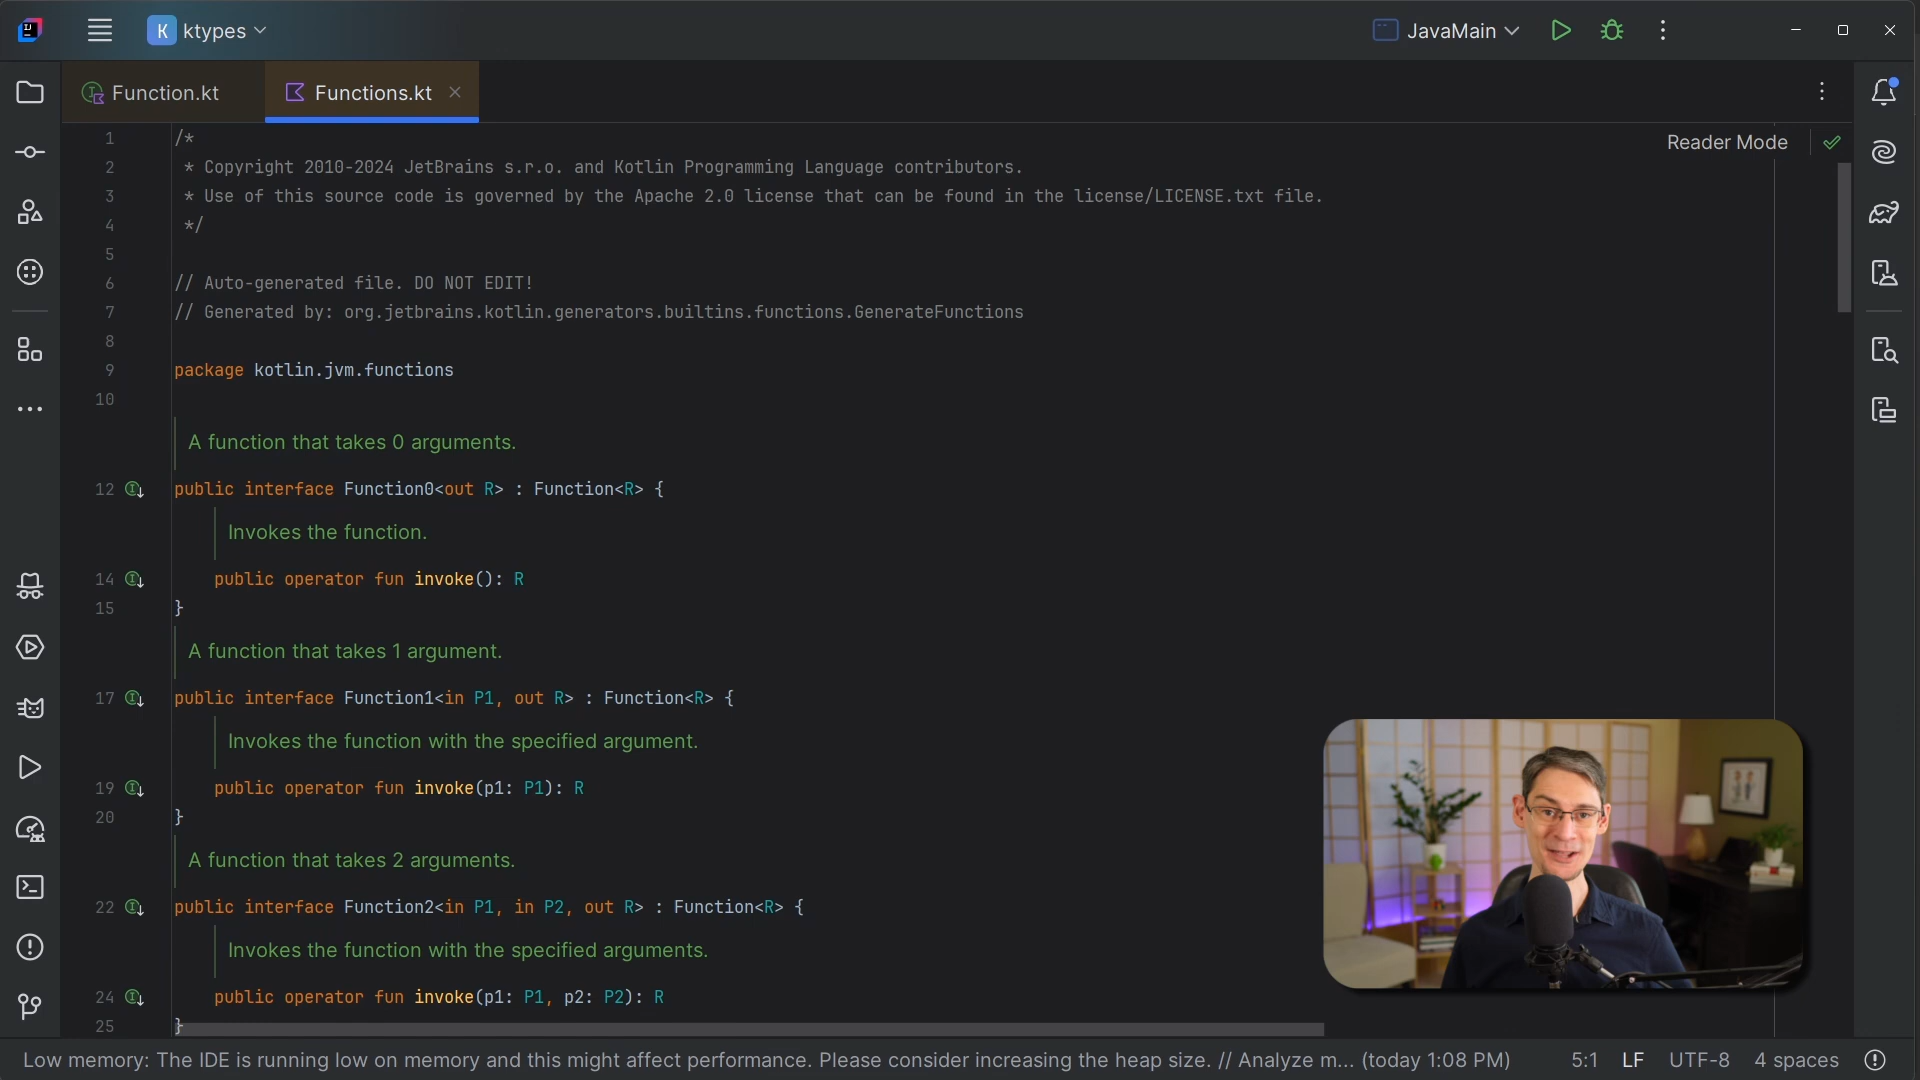 K ktypes
JavaMain
Function.kt
Functions.kt
Reader Mode
1 /*
2  * Copyright 2010-2024 JetBrains s.r.o. and Kotlin Programming Language contributors.
3  * Use of this source code is governed by the Apache 2.0 license that can be found in the license/LICENSE.txt file.
4  */
5
6 // Auto-generated file. DO NOT EDIT!
7 // Generated by: org.jetbrains.kotlin.generators.builtins.functions.GenerateFunctions
8
9 package kotlin.jvm.functions
10
A function that takes 0 arguments.
12 public interface Function0<out R> : Function<R> {
Invokes the function.
14     public operator fun invoke(): R
15 }
A function that takes 1 argument.
17 public interface Function1<in P1, out R> : Function<R> {
Invokes the function with the specified argument.
19     public operator fun invoke(p1: P1): R
20 }
A function that takes 2 arguments.
22 public interface Function2<in P1, in P2, out R> : Function<R> {
Invokes the function with the specified arguments.
24     public operator fun invoke(p1: P1, p2: P2): R
25 }
Low memory: The IDE is running low on memory and this might affect performance. Please consider increasing the heap size. // Analyze m... (today 1:08 PM)
5:1 LF UTF-8 4 spaces